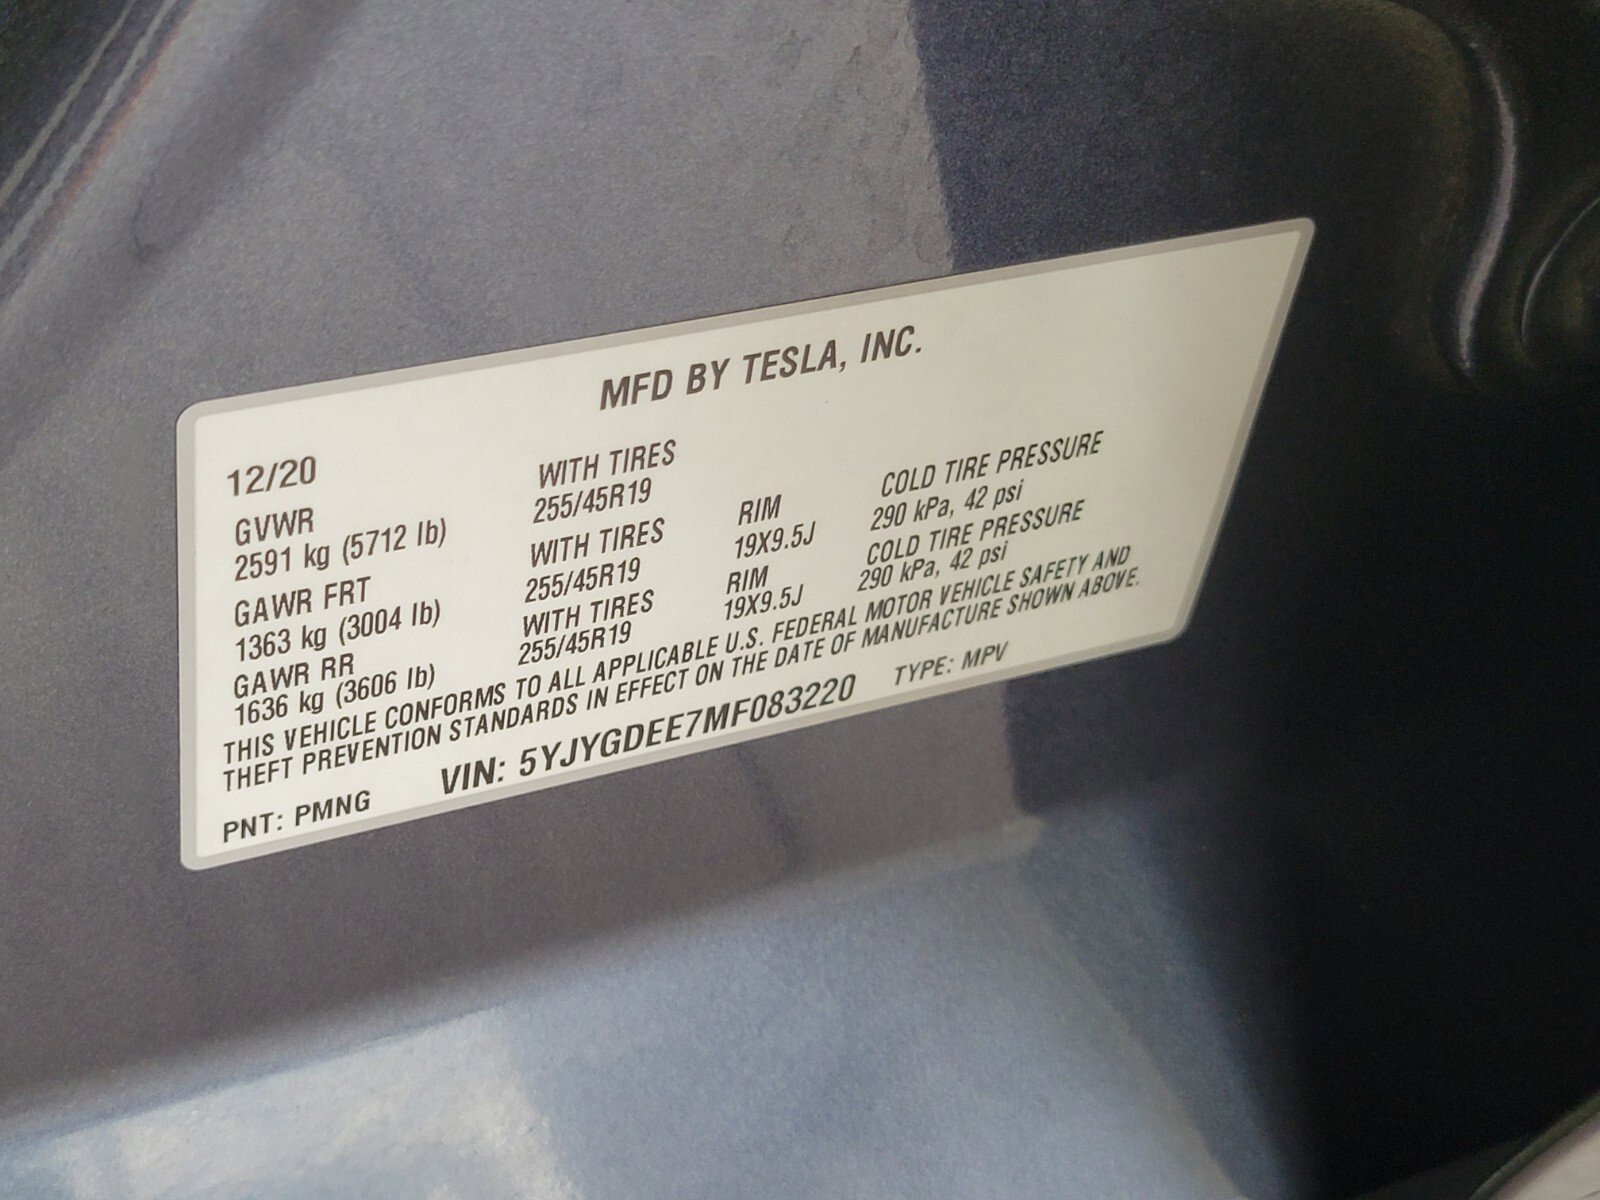 MFD BY TESLA, INC.
12/20
GVWR WITH TIRES
2591 kg (5712 lb) 255/45R19
GAWR FRT WITH TIRES RIM COLD TIRE PRESSURE
1363 kg (3004 lb) 255/45R19 19X9.5J 290 kPa, 42 psi
GAWR RR WITH TIRES RIM COLD TIRE PRESSURE
1636 kg (3606 lb) 255/45R19 19X9.5J 290 kPa, 42 psi
THIS VEHICLE CONFORMS TO ALL APPLICABLE U.S. FEDERAL MOTOR VEHICLE SAFETY AND
THEFT PREVENTION STANDARDS IN EFFECT ON THE DATE OF MANUFACTURE SHOWN ABOVE.
PNT: PMNG VIN: 5YJYGDEE7MF083220 TYPE: MPV